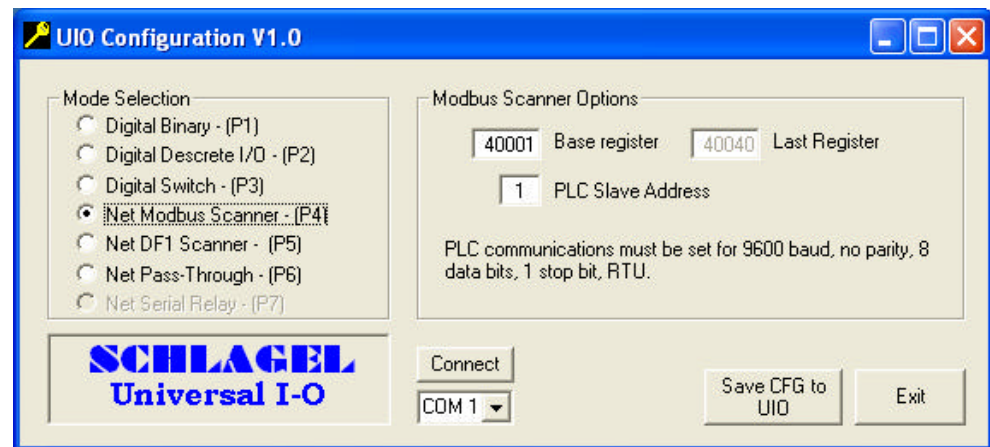 UIO Configuration V1.0
Mode Selection
Digital Binary - (P1)
Digital Descrete I/O - (P2)
Digital Switch - (P3)
Net Modbus Scanner - (P4)
Net DF1 Scanner - (P5)
Net Pass-Through - (P6)
Net Serial Relay - (P7)
Modbus Scanner Options
40001 Base register 40040 Last Register
1 PLC Slave Address
PLC communications must be set for 9600 baud, no parity, 8
data bits, 1 stop bit, RTU.
SCHLAGEL
Universal I-O
Connect
COM 1
Save CFG to
UIO
Exit